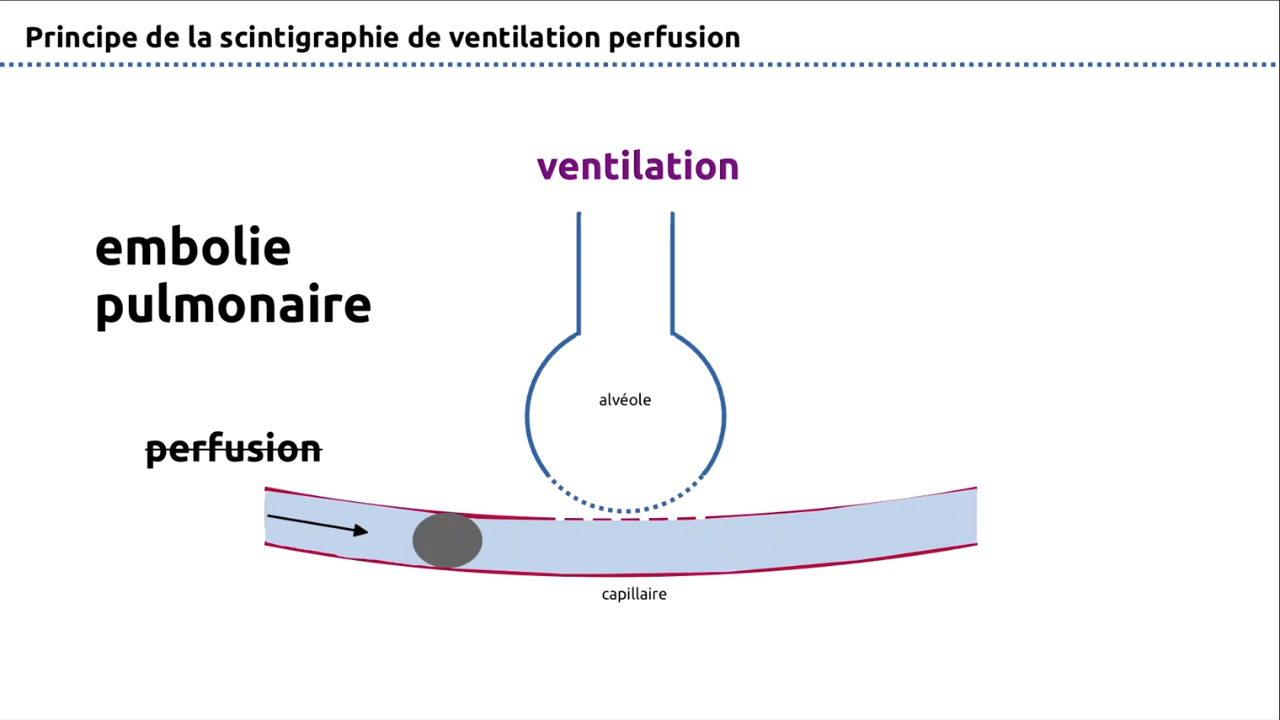 Principe de la scintigraphie de ventilation perfusion
ventilation
embolie
pulmonaire
alvéole
perfusion
capillaire